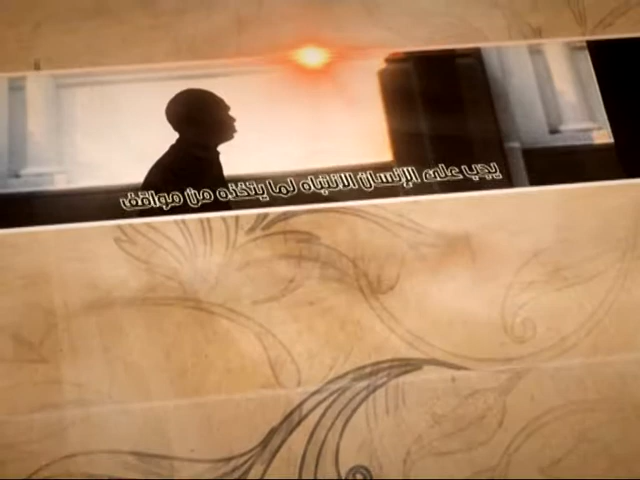 يجب على الإنسان الانتباه لما يتخذه من مواقف